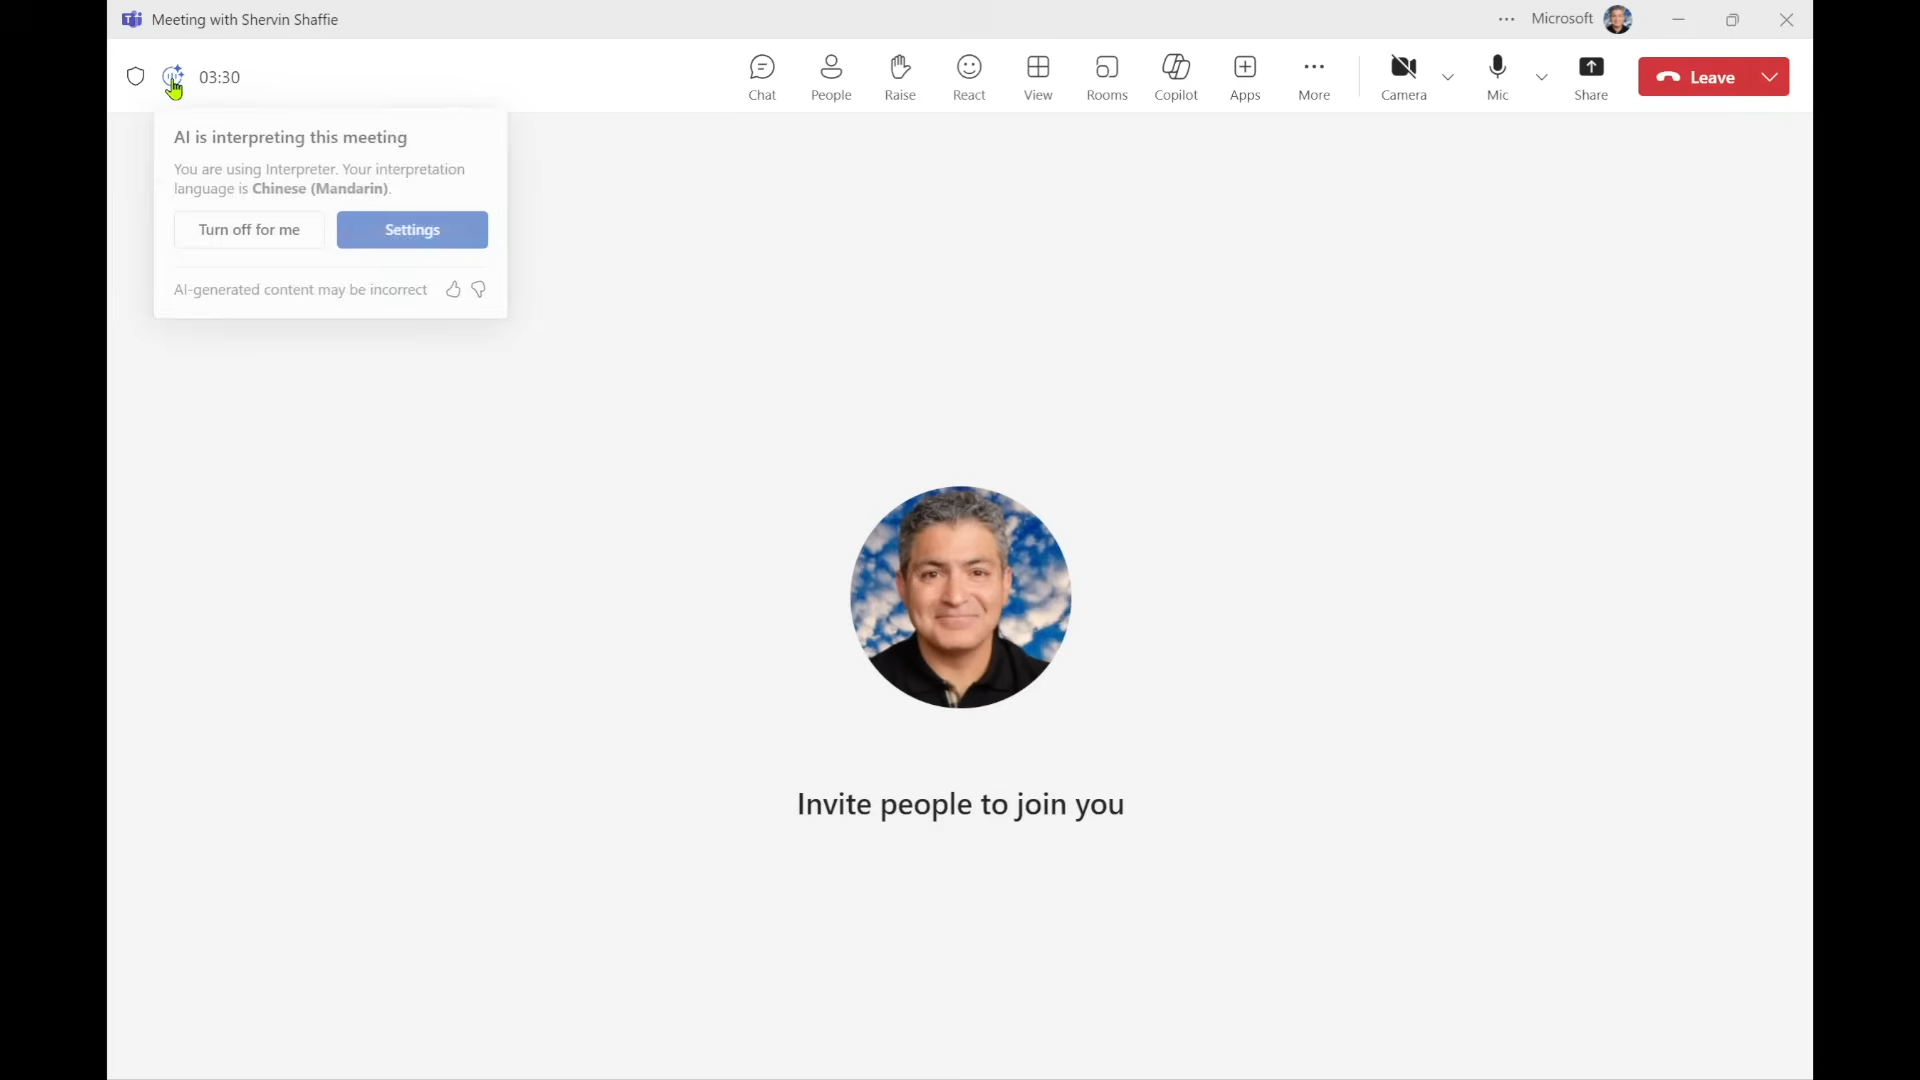 Meeting with Shervin Shaffie
Microsoft
03:30
Chat
People
Raise
React
View
Rooms
Copilot
Apps
More
Camera
Mic
Share
Leave
AI is interpreting this meeting
You are using Interpreter. Your interpretation
language is Chinese (Mandarin).
Turn off for me
Settings
AI-generated content may be incorrect
Invite people to join you